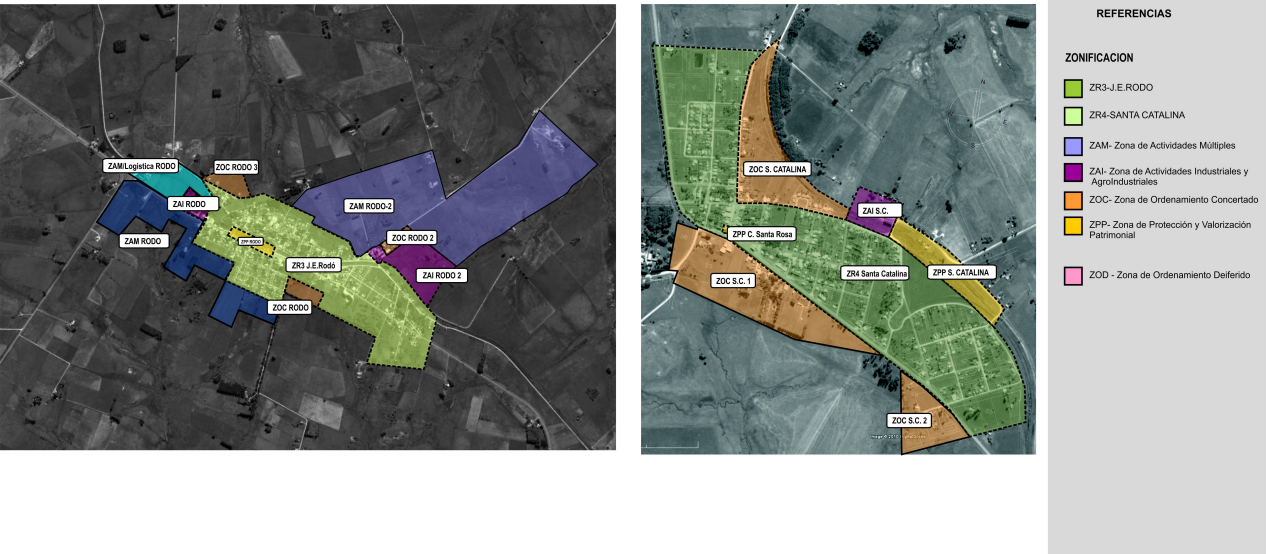 ZAM/Logística RODO
ZOC RODO 3
ZAI RODO
ZAM RODO-2
ZAM RODO
ZPP RODO
ZOC RODO 2
ZR3 J.E.Rodó
ZAI RODO 2
ZOC RODO
ZOC S. CATALINA
ZAI S.C.
ZPP C. Santa Rosa
ZR4 Santa Catalina
ZPP S. CATALINA
ZOC S.C. 1
ZOC S.C. 2
REFERENCIAS
ZONIFICACION
ZR3-J.E.RODO
ZR4-SANTA CATALINA
ZAM- Zona de Actividades Múltiples
ZAI- Zona de Actividades Industriales y
AgroIndustriales
ZOC- Zona de Ordenamiento Concertado
ZPP- Zona de Protección y Valorización
Patrimonial
ZOD - Zona de Ordenamiento Deiferido